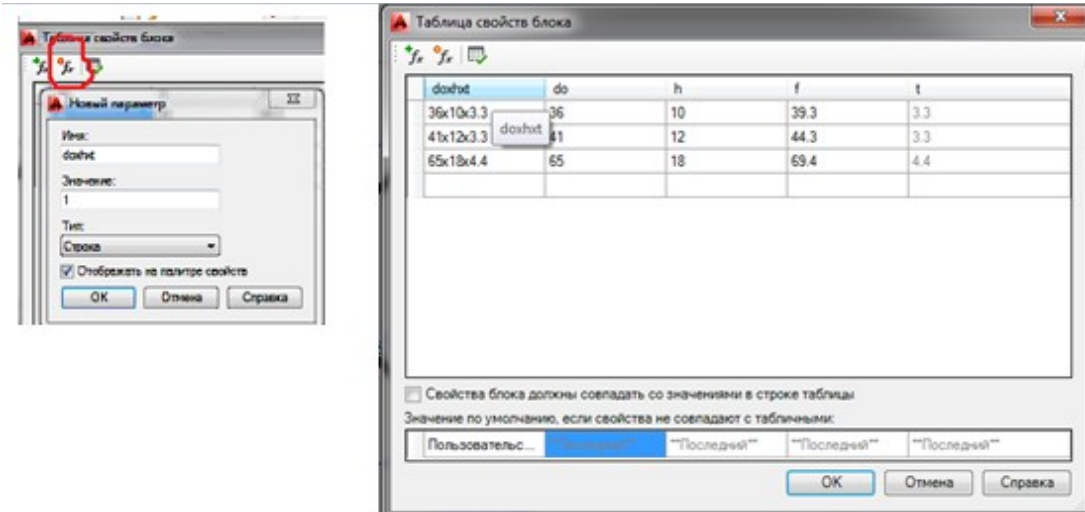 Таблица свойств блока
Новый параметр
Имя:
doxhxt
Значение:
1
Тип:
Строка
Отображать на палитре свойств
OK Отмена Справка
Таблица свойств блока
doxhxt do h f t
36x10x3.3 36 10 39.3 3.3
41x12x3.3 41 12 44.3 3.3
doxhxt
65x18x4.4 65 18 69.4 4.4
Свойства блока должны совпадать со значениями в строке таблицы
Значение по умолчанию, если свойства не совпадают с табличными:
Пользовательс... **Последний** **Последний** **Последний** **Последний**
OK Отмена Справка